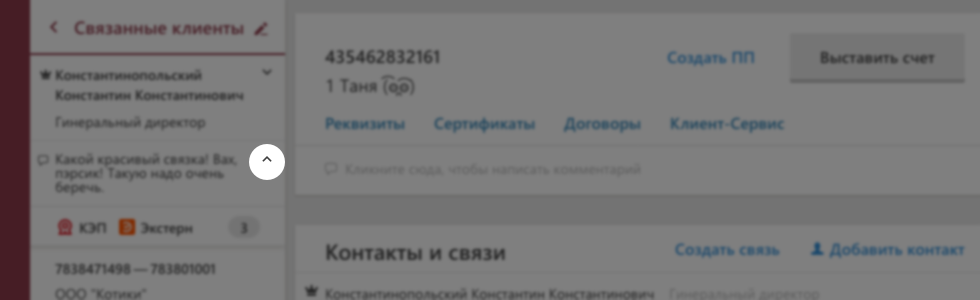 Связанные клиенты
Константинопольский
Константин Константинович
Гинеральный директор
Какой красивый связка! Вах,
пэрсик! Такую надо очень
беречь.
КЭП Экстерн 3
7838471498 — 783801001
ООО "Котики"
435462832161
1 Таня (о͡о)
Создать ПП
Выставить счет
Реквизиты Сертификаты Договоры Клиент-Сервис
Кликните сюда, чтобы написать комментарий
Контакты и связи
Создать связь
Добавить контакт
Константинопольский Константин Константинович Гинеральный директор